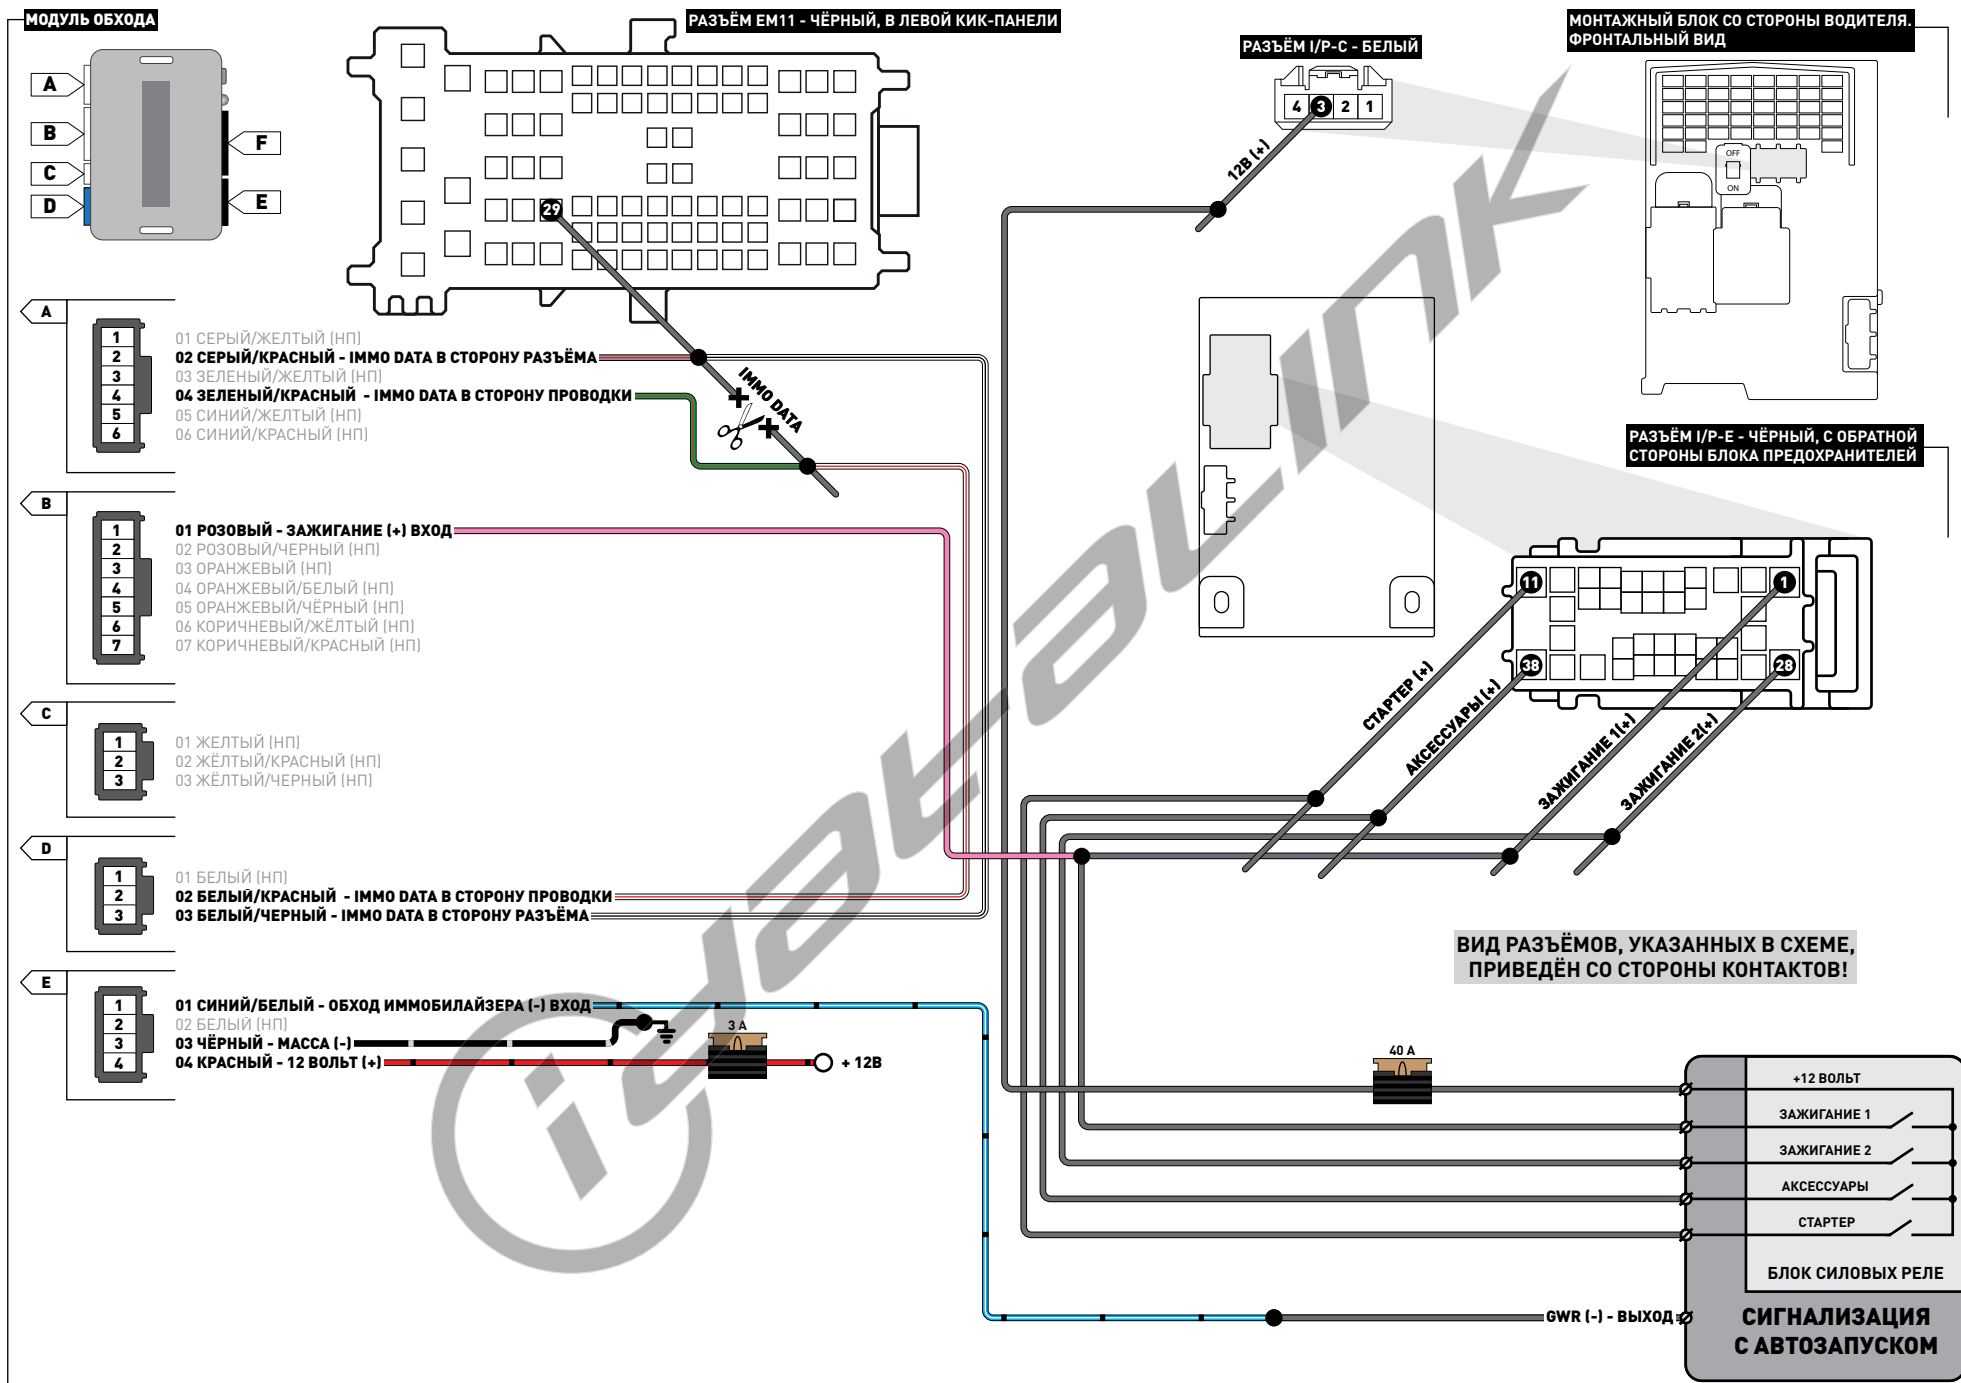 МОДУЛЬ ОБХОДА
A
B
C
D
F
E
РАЗЪЁМ EM11 - ЧЁРНЫЙ, В ЛЕВОЙ КИК-ПАНЕЛИ
29
РАЗЪЁМ I/P-C - БЕЛЫЙ
4 3 2 1
12В (+)
МОНТАЖНЫЙ БЛОК СО СТОРОНЫ ВОДИТЕЛЯ.
ФРОНТАЛЬНЫЙ ВИД
OFF
ON
A
1 01 СЕРЫЙ/ЖЕЛТЫЙ (НП)
2 02 СЕРЫЙ/КРАСНЫЙ - IMMO DATA В СТОРОНУ РАЗЪЁМА
3 03 ЗЕЛЕНЫЙ/ЖЕЛТЫЙ (НП)
4 04 ЗЕЛЕНЫЙ/КРАСНЫЙ - IMMO DATA В СТОРОНУ ПРОВОДКИ
5 05 СИНИЙ/ЖЕЛТЫЙ (НП)
6 06 СИНИЙ/КРАСНЫЙ (НП)
IMMO DATA
B
1 01 РОЗОВЫЙ - ЗАЖИГАНИЕ (+) ВХОД
2 02 РОЗОВЫЙ/ЧЕРНЫЙ (НП)
3 03 ОРАНЖЕВЫЙ (НП)
4 04 ОРАНЖЕВЫЙ/БЕЛЫЙ (НП)
5 05 ОРАНЖЕВЫЙ/ЧЁРНЫЙ (НП)
6 06 КОРИЧНЕВЫЙ/ЖЁЛТЫЙ (НП)
7 07 КОРИЧНЕВЫЙ/КРАСНЫЙ (НП)
РАЗЪЁМ I/P-E - ЧЁРНЫЙ, С ОБРАТНОЙ
СТОРОНЫ БЛОКА ПРЕДОХРАНИТЕЛЕЙ
11
1
38
28
СТАРТЕР (+)
АКСЕССУАРЫ (+)
ЗАЖИГАНИЕ 1(+)
ЗАЖИГАНИЕ 2(+)
C
1 01 ЖЕЛТЫЙ (НП)
2 02 ЖЁЛТЫЙ/КРАСНЫЙ (НП)
3 03 ЖЁЛТЫЙ/ЧЕРНЫЙ (НП)
D
1 01 БЕЛЫЙ (НП)
2 02 БЕЛЫЙ/КРАСНЫЙ - IMMO DATA В СТОРОНУ ПРОВОДКИ
3 03 БЕЛЫЙ/ЧЕРНЫЙ - IMMO DATA В СТОРОНУ РАЗЪЁМА
ВИД РАЗЪЁМОВ, УКАЗАННЫХ В СХЕМЕ,
ПРИВЕДЁН СО СТОРОНЫ КОНТАКТОВ!
E
1 01 СИНИЙ/БЕЛЫЙ - ОБХОД ИММОБИЛАЙЗЕРА (-) ВХОД
2 02 БЕЛЫЙ (НП)
3 03 ЧЁРНЫЙ - МАССА (-)
4 04 КРАСНЫЙ - 12 ВОЛЬТ (+)
3 А
+ 12В
40 А
+12 ВОЛЬТ
ЗАЖИГАНИЕ 1
ЗАЖИГАНИЕ 2
АКСЕССУАРЫ
СТАРТЕР
БЛОК СИЛОВЫХ РЕЛЕ
GWR (-) - ВЫХОД
СИГНАЛИЗАЦИЯ
С АВТОЗАПУСКОМ
idataLINK